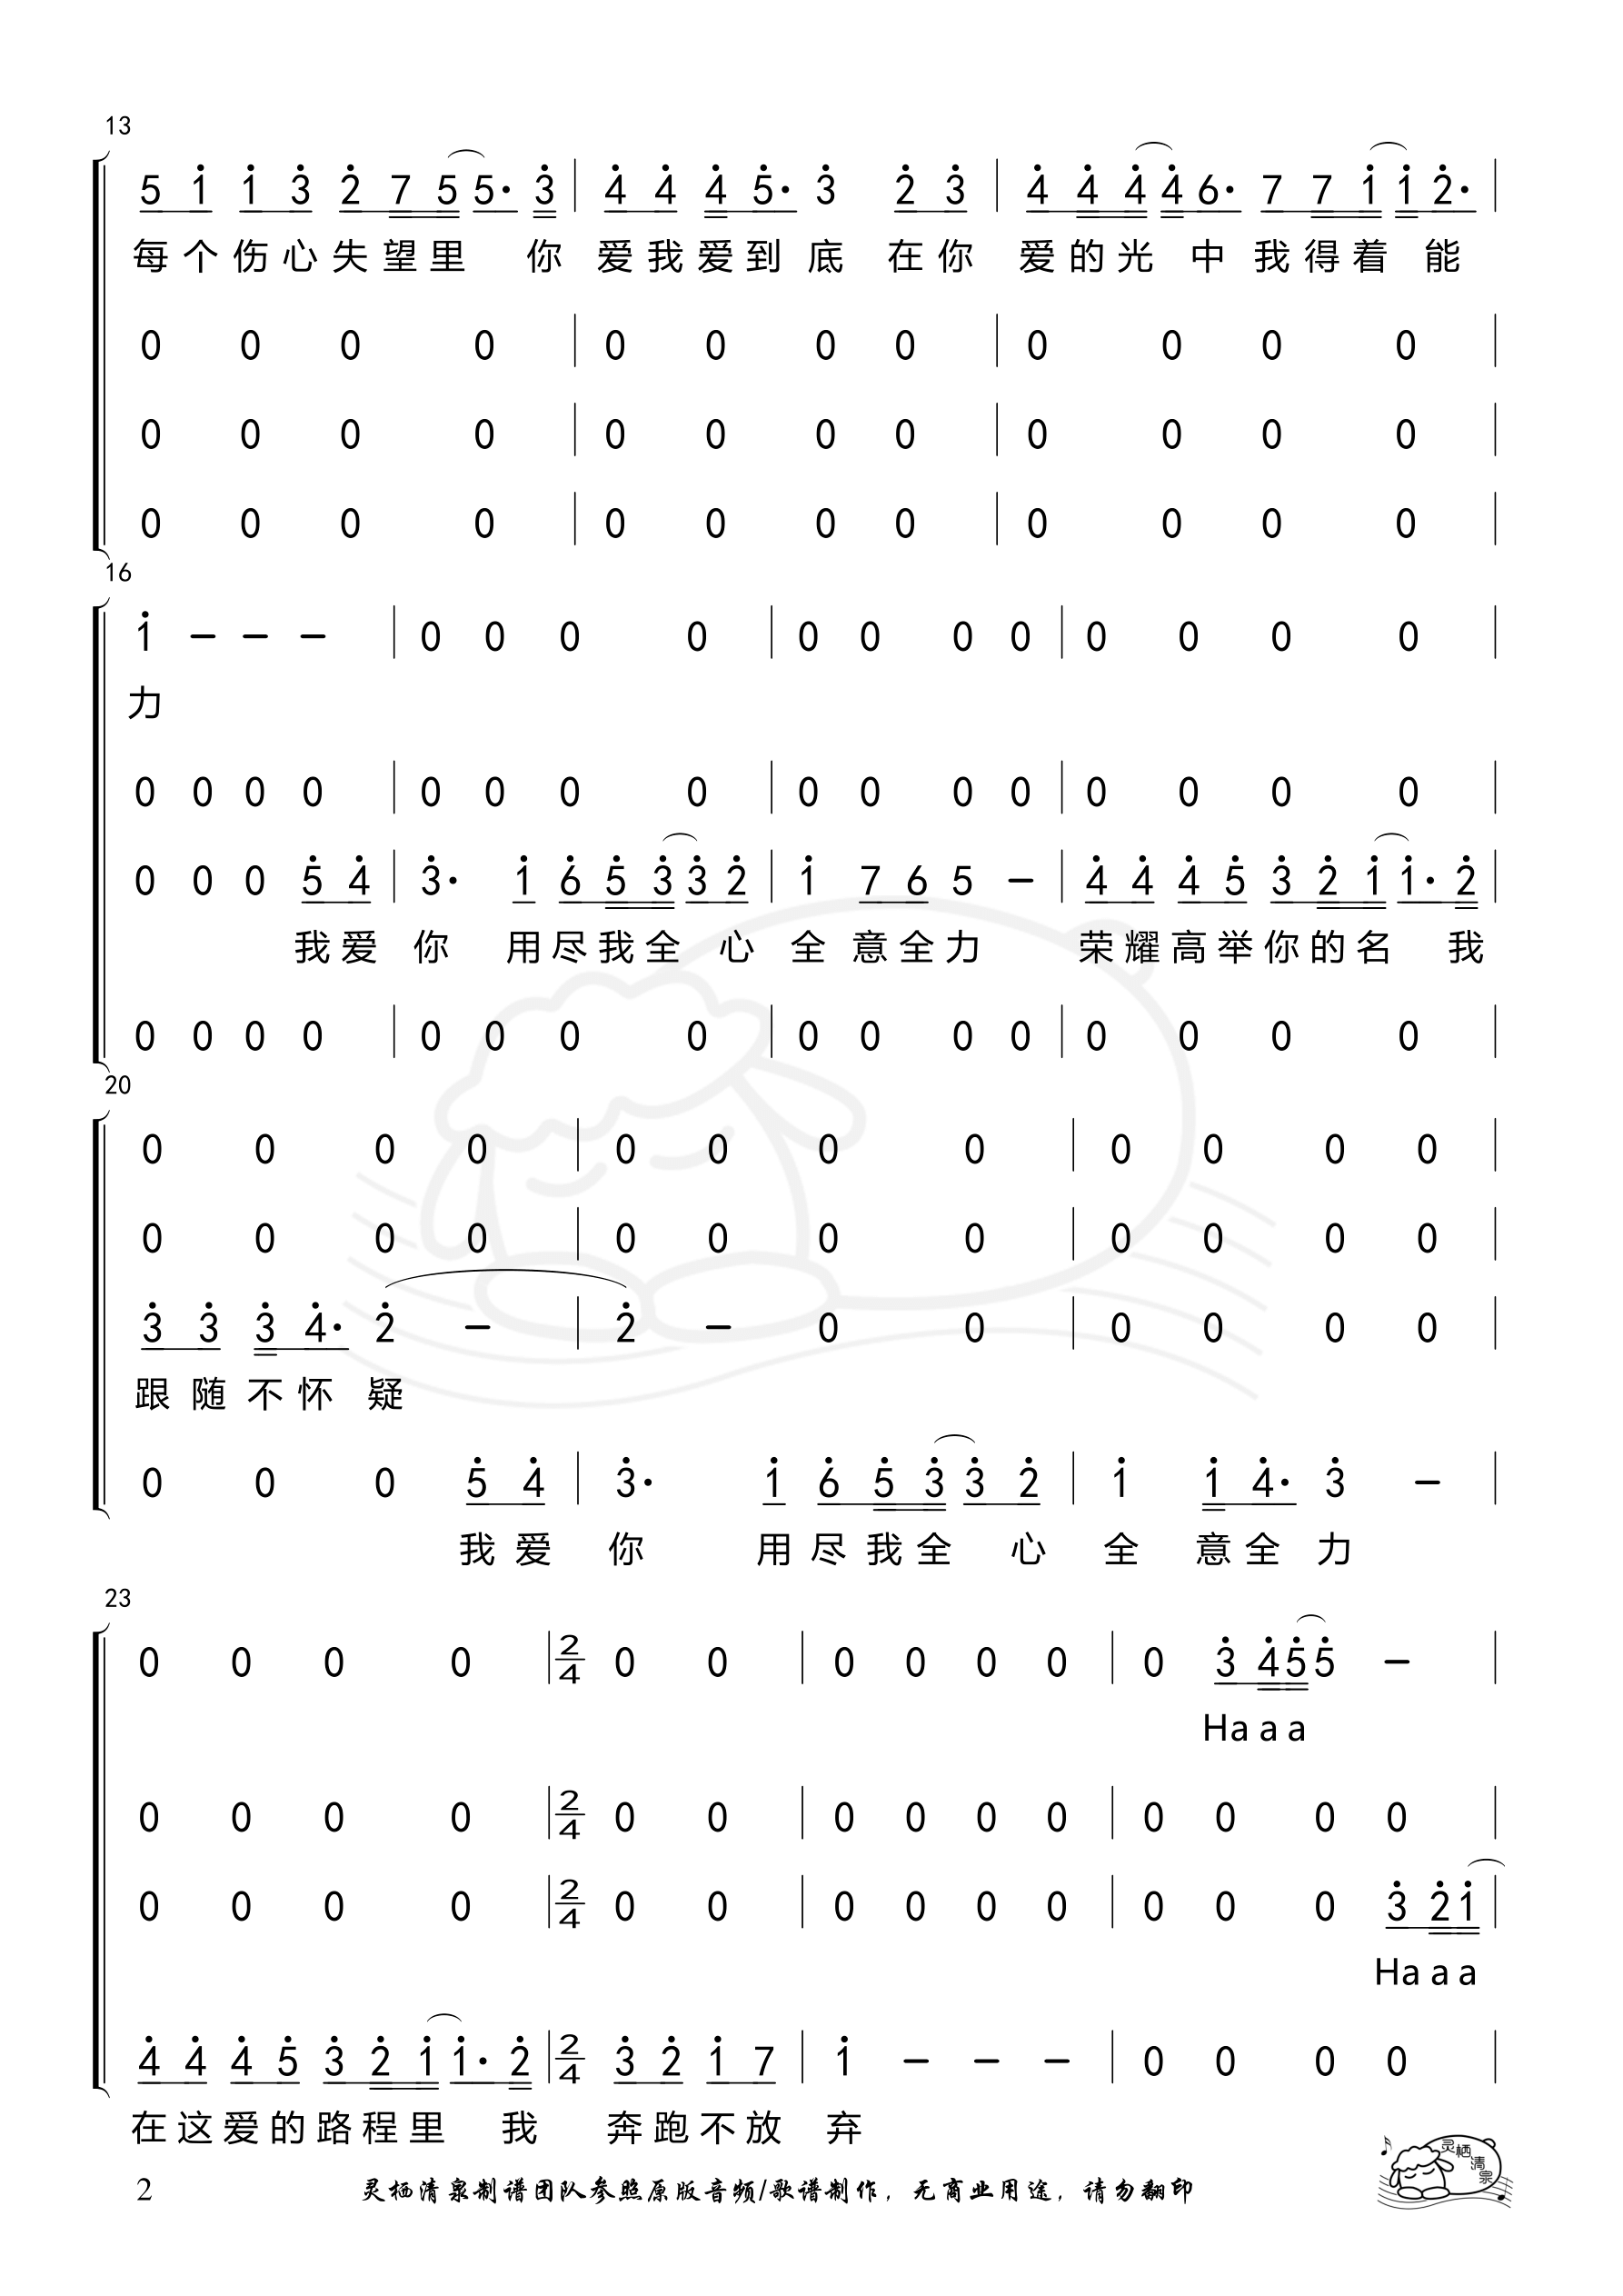 13
5 1 1 3 2 7 5 5· 3 | 4 4 4 5· 3 2 3 | 4 4 4 4 6· 7 7 1 1 2· |
每个伤心失望里 你 爱我爱到底 在你 爱的光 中 我得着 能
0 0 0 0 | 0 0 0 0 | 0 0 0 0 |
0 0 0 0 | 0 0 0 0 | 0 0 0 0 |
0 0 0 0 | 0 0 0 0 | 0 0 0 0 |
16
1 – – – | 0 0 0 0 | 0 0 0 0 | 0 0 0 0 |
力
0 0 0 0 | 0 0 0 0 | 0 0 0 0 | 0 0 0 0 |
0 0 0 5 4 | 3· 1 6 5 3 3 2 | 1 7 6 5 – | 4 4 4 5 3 2 1 1· 2 |
我爱 你 用尽我全 心 全 意全力 荣耀高举你的名 我
0 0 0 0 | 0 0 0 0 | 0 0 0 0 | 0 0 0 0 |
20
0 0 0 0 | 0 0 0 0 | 0 0 0 0 |
0 0 0 0 | 0 0 0 0 | 0 0 0 0 |
3 3 3 4· 2 – | 2 – 0 0 | 0 0 0 0 |
跟随不怀疑
0 0 0 5 4 | 3· 1 6 5 3 3 2 | 1 1 4· 3 – |
我爱 你 用尽我全 心 全 意全 力
23
0 0 0 0 | 2/4 0 0 | 0 0 0 0 | 0 3 4 5 5 – |
Ha a a
0 0 0 0 | 2/4 0 0 | 0 0 0 0 | 0 0 0 0 |
0 0 0 0 | 2/4 0 0 | 0 0 0 0 | 0 0 0 3 2 1 |
Ha a a
4 4 4 5 3 2 1 1· 2 | 2/4 3 2 1 7 | 1 – – – | 0 0 0 0 |
在这爱的路程里 我 奔跑不放 弃
2 灵栖清泉制谱团队参照原版音频/歌谱制作，无商业用途，请勿翻印
灵栖清泉